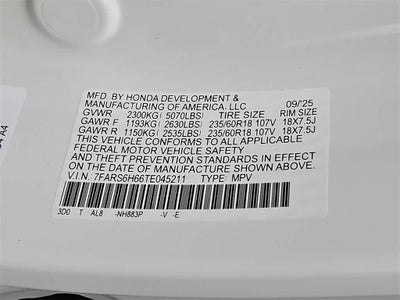 MFD. BY HONDA DEVELOPMENT &
MANUFACTURING OF AMERICA, LLC 09/'25
GVWR 2300KG( 5070LBS) TIRE SIZE RIM SIZE
GAWR F 1193KG( 2630LBS) 235/60R18 107V 18X7.5J
GAWR R 1150KG( 2535LBS) 235/60R18 107V 18X7.5J
THIS VEHICLE CONFORMS TO ALL APPLICABLE
FEDERAL MOTOR VEHICLE SAFETY
AND THEFT PREVENTION STANDARDS IN EFFECT
ON THE DATE OF MANUFACTURE SHOWN ABOVE.
V.I.N.: 7FARS6H66TE045211 TYPE: MPV
3D0 T AL8 -NH883P V -E